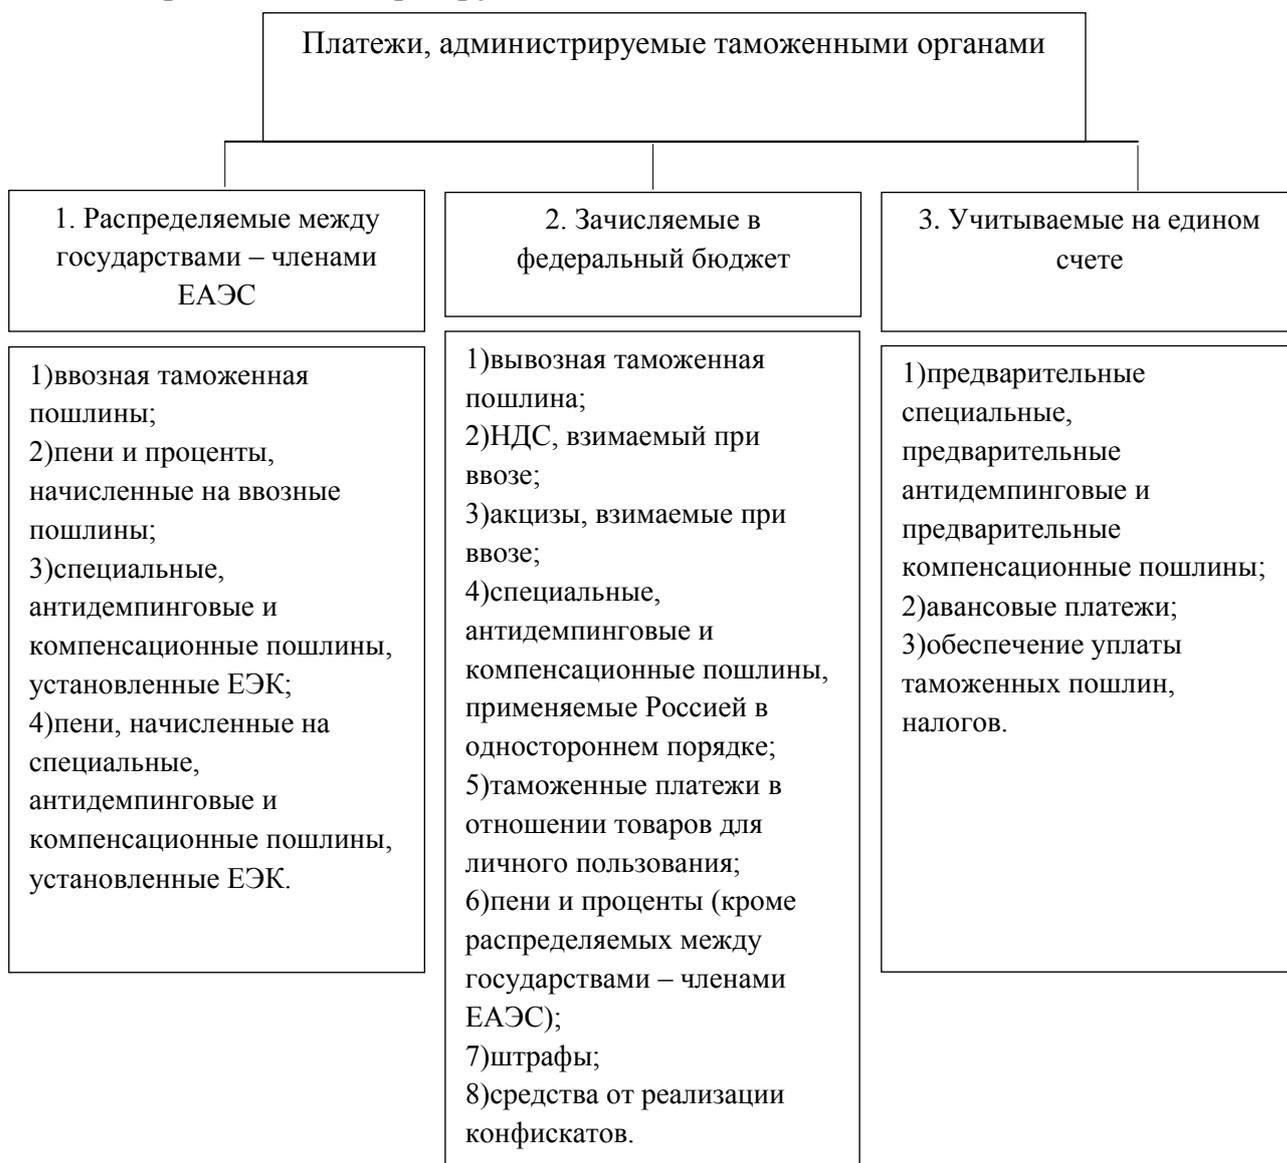 Платежи, администрируемые таможенными органами
1. Распределяемые между
государствами – членами
ЕАЭС
2. Зачисляемые в
федеральный бюджет
3. Учитываемые на едином
счете
1)ввозная таможенная
пошлины;
2)пени и проценты,
начисленные на ввозные
пошлины;
3)специальные,
антидемпинговые и
компенсационные пошлины,
установленные ЕЭК;
4)пени, начисленные на
специальные,
антидемпинговые и
компенсационные пошлины,
установленные ЕЭК.
1)вывозная таможенная
пошлина;
2)НДС, взимаемый при
ввозе;
3)акцизы, взимаемые при
ввозе;
4)специальные,
антидемпинговые и
компенсационные пошлины,
применяемые Россией в
одностороннем порядке;
5)таможенные платежи в
отношении товаров для
личного пользования;
6)пени и проценты (кроме
распределяемых между
государствами – членами
ЕАЭС);
7)штрафы;
8)средства от реализации
конфискатов.
1)предварительные
специальные,
предварительные
антидемпинговые и
предварительные
компенсационные пошлины;
2)авансовые платежи;
3)обеспечение уплаты
таможенных пошлин,
налогов.